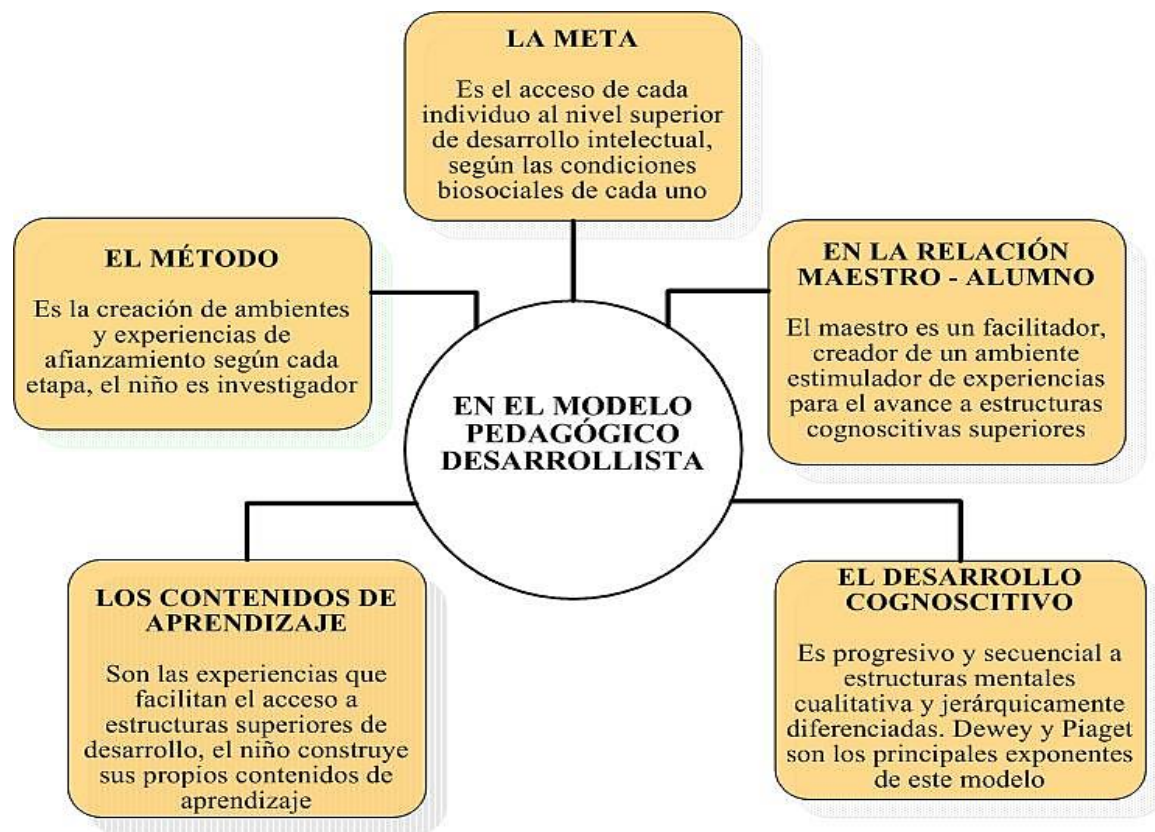 LA META
Es el acceso de cada
individuo al nivel superior
de desarrollo intelectual,
según las condiciones
biosociales de cada uno
EL MÉTODO
Es la creación de ambientes
y experiencias de
afianzamiento según cada
etapa, el niño es investigador
EN LA RELACIÓN
MAESTRO - ALUMNO
El maestro es un facilitador,
creador de un ambiente
estimulador de experiencias
para el avance a estructuras
cognoscitivas superiores
EN EL MODELO
PEDAGÓGICO
DESARROLLISTA
LOS CONTENIDOS DE
APRENDIZAJE
Son las experiencias que
facilitan el acceso a
estructuras superiores de
desarrollo, el niño construye
sus propios contenidos de
aprendizaje
EL DESARROLLO
COGNOSCITIVO
Es progresivo y secuencial a
estructuras mentales
cualitativa y jerárquicamente
diferenciadas. Dewey y Piaget
son los principales exponentes
de este modelo